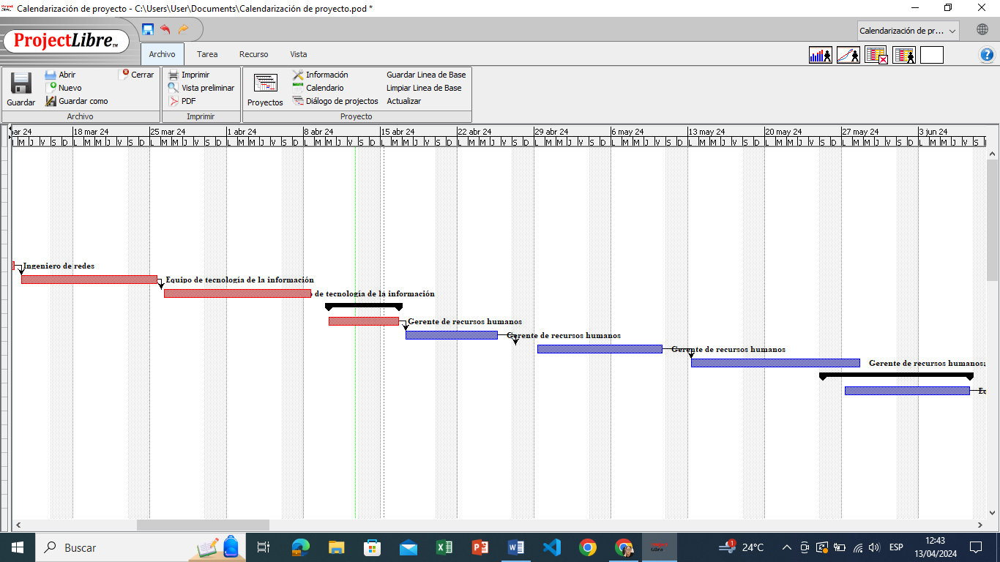 Calendarización de proyecto - C:\Users\User\Documents\Calendarización de proyecto.pod *
ProjectLibre™
Calendarización de pr...
Archivo Tarea Recurso Vista
Guardar
Abrir
Nuevo
Guardar como
Cerrar
Archivo
Imprimir
Vista preliminar
PDF
Imprimir
Proyectos
Información
Calendario
Diálogo de projectos
Guardar Linea de Base
Limpiar Linea de Base
Actualizar
Proyecto
ar 24 18 mar 24 25 mar 24 1 abr 24 8 abr 24 15 abr 24 22 abr 24 29 abr 24 6 may 24 13 may 24 20 may 24 27 may 24 3 jun 24
L M M J V S D L M M J V S D L M M J V S D L M M J V S D L M M J V S D L M M J V S D L M M J V S D L M M J V S D L M M J V S D L M M J V S D L M M J V S D L M M J V S
Ingeniero de redes
Equipo de tecnología de la información
de tecnología de la información
Gerente de recursos humanos
Gerente de recursos humanos
Gerente de recursos humanos
Gerente de recursos humanos;
Eq
Buscar
24°C
ESP
12:43
13/04/2024